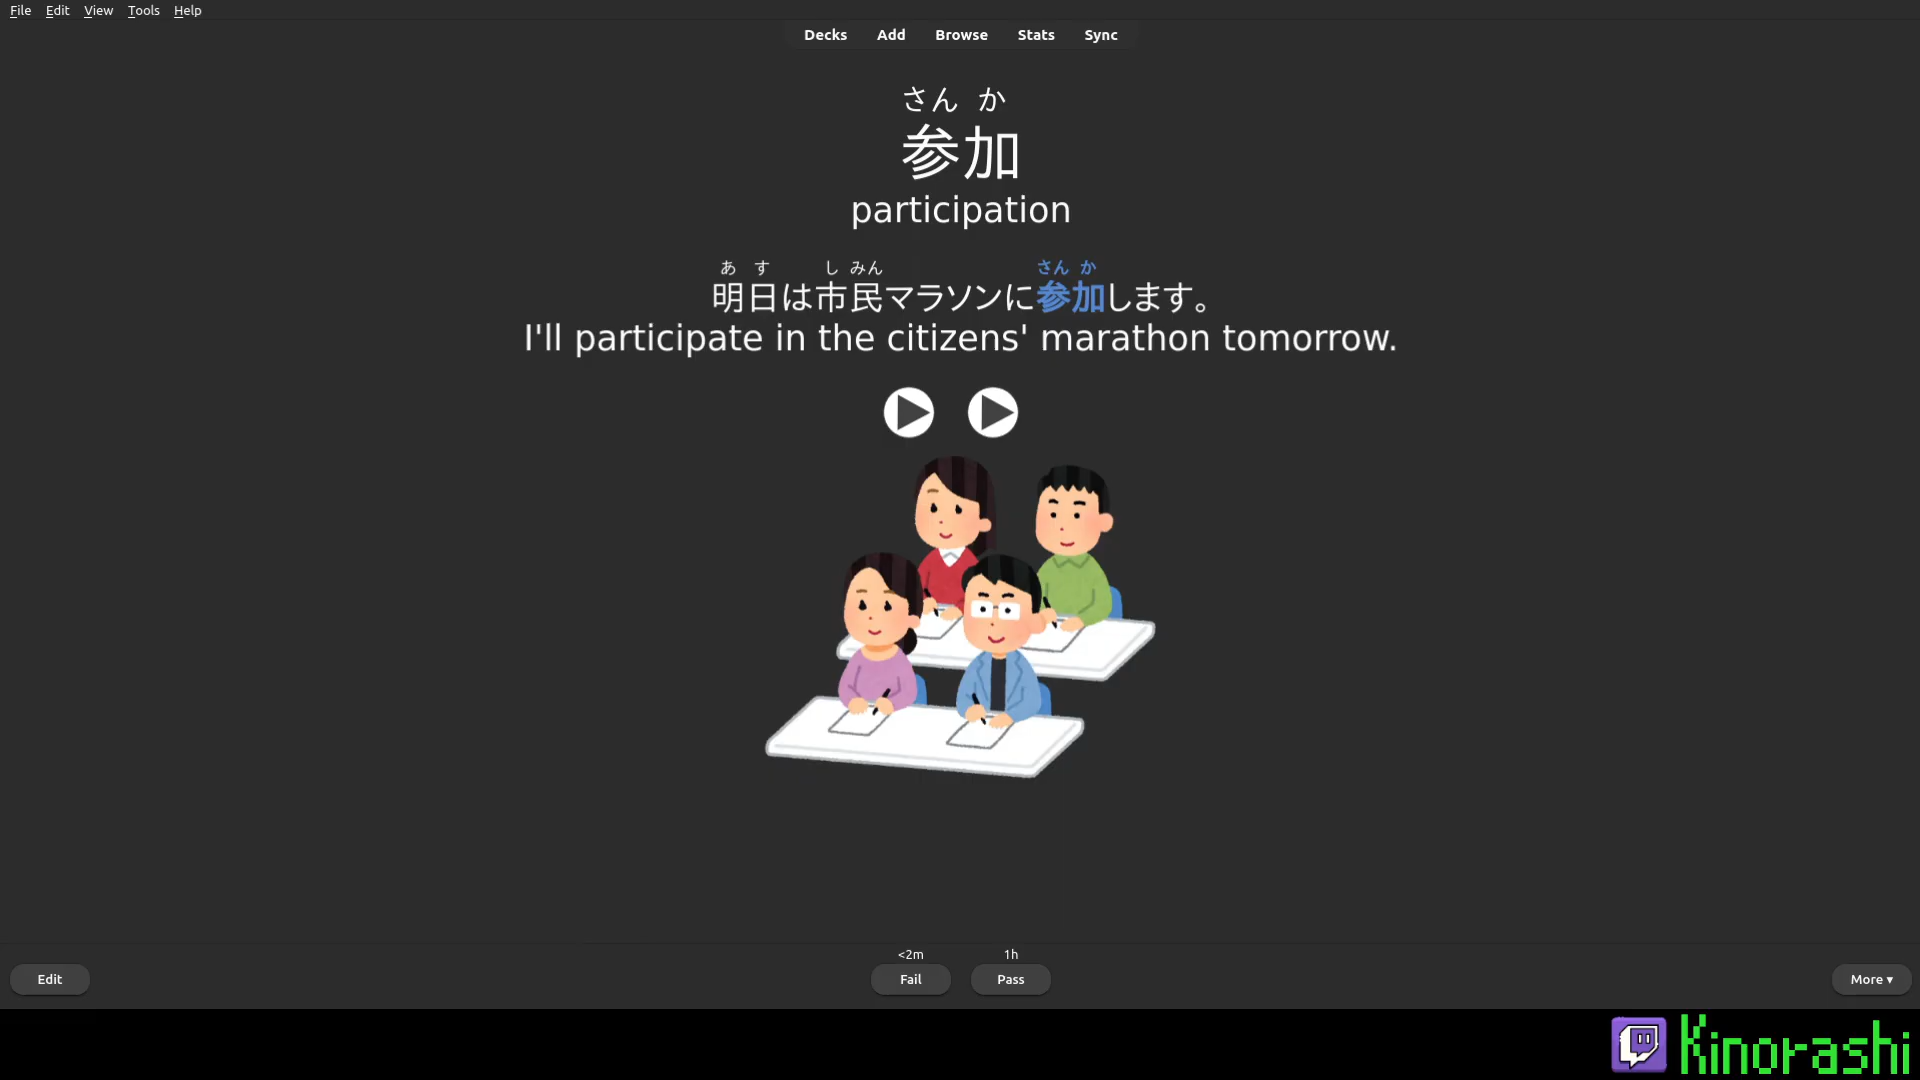 File Edit View Tools Help
Decks Add Browse Stats Sync
さん か
参加
participation
あ す し みん さん か
明日は市民マラソンに参加します。
I'll participate in the citizens' marathon tomorrow.
<2m 1h
Edit Fail Pass More ▾
Kinorashi